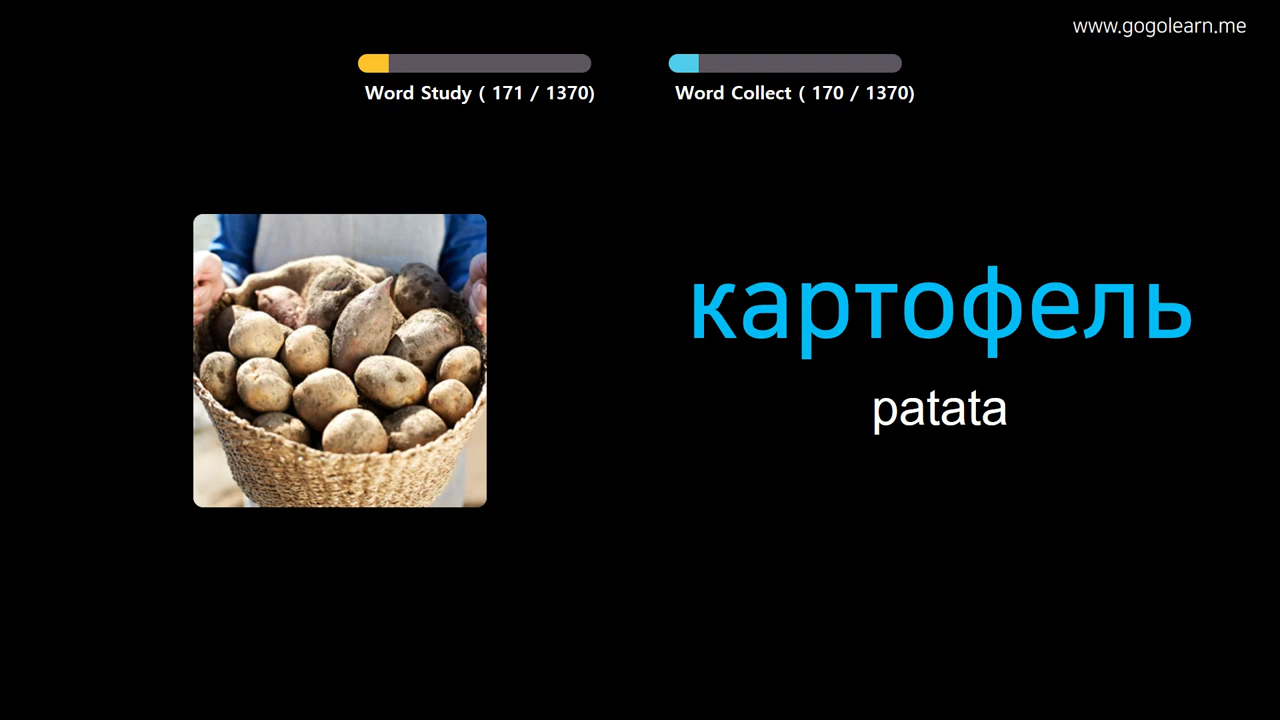 www.gogolearn.me
Word Study ( 171 / 1370)
Word Collect ( 170 / 1370)
картофель
patata